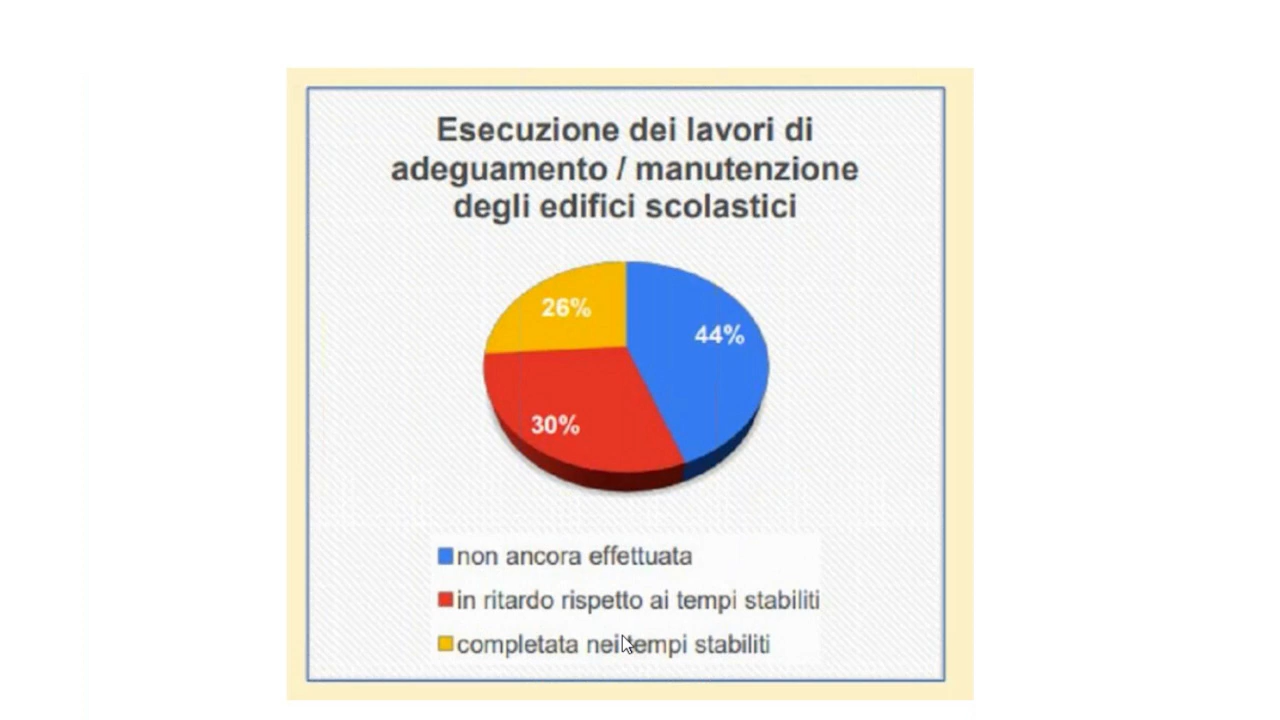 Esecuzione dei lavori di
adeguamento / manutenzione
degli edifici scolastici
26%
44%
30%
non ancora effettuata
in ritardo rispetto ai tempi stabiliti
completata nei tempi stabiliti